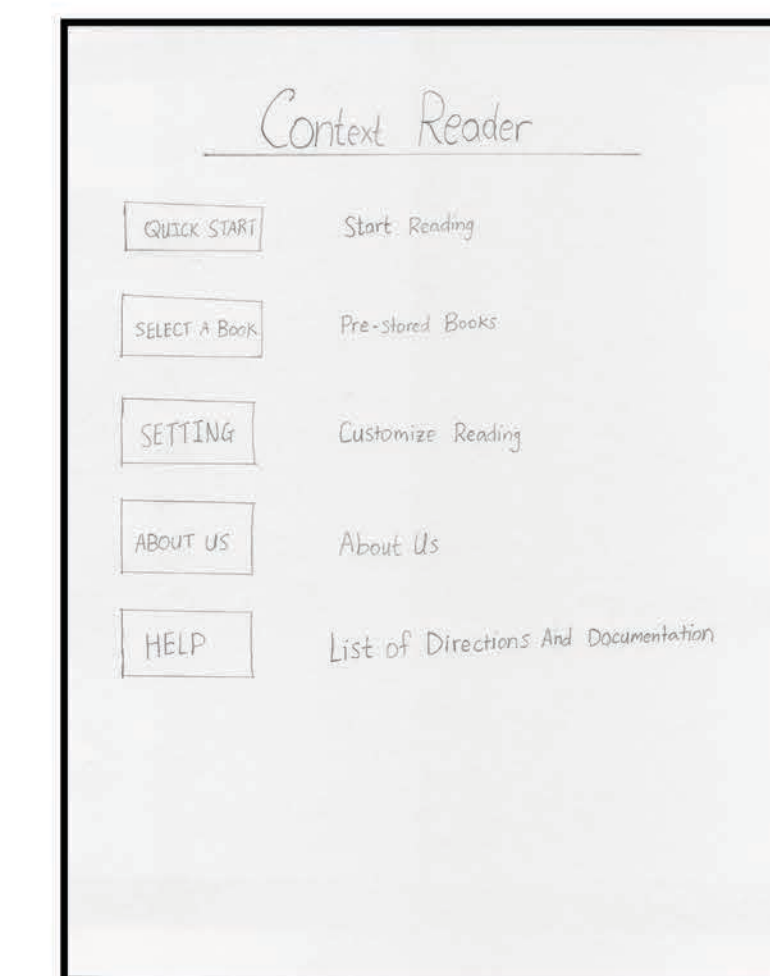 Context Reader
QUICK START Start Reading
SELECT A BOOK Pre-stored Books
SETTING Customize Reading
ABOUT US About Us
HELP List of Directions And Documentation